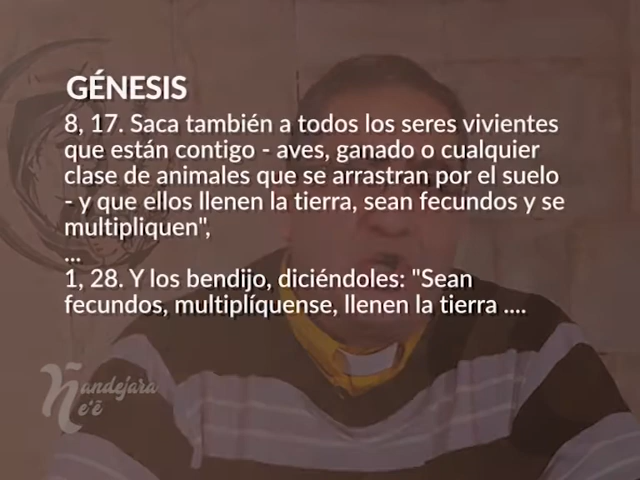 GÉNESIS
8, 17. Saca también a todos los seres vivientes
que están contigo - aves, ganado o cualquier
clase de animales que se arrastran por el suelo
- y que ellos llenen la tierra, sean fecundos y se
multipliquen",
...
1, 28. Y los bendijo, diciéndoles: "Sean
fecundos, multiplíquense, llenen la tierra ....
Ñandejara
Ñe'ẽ